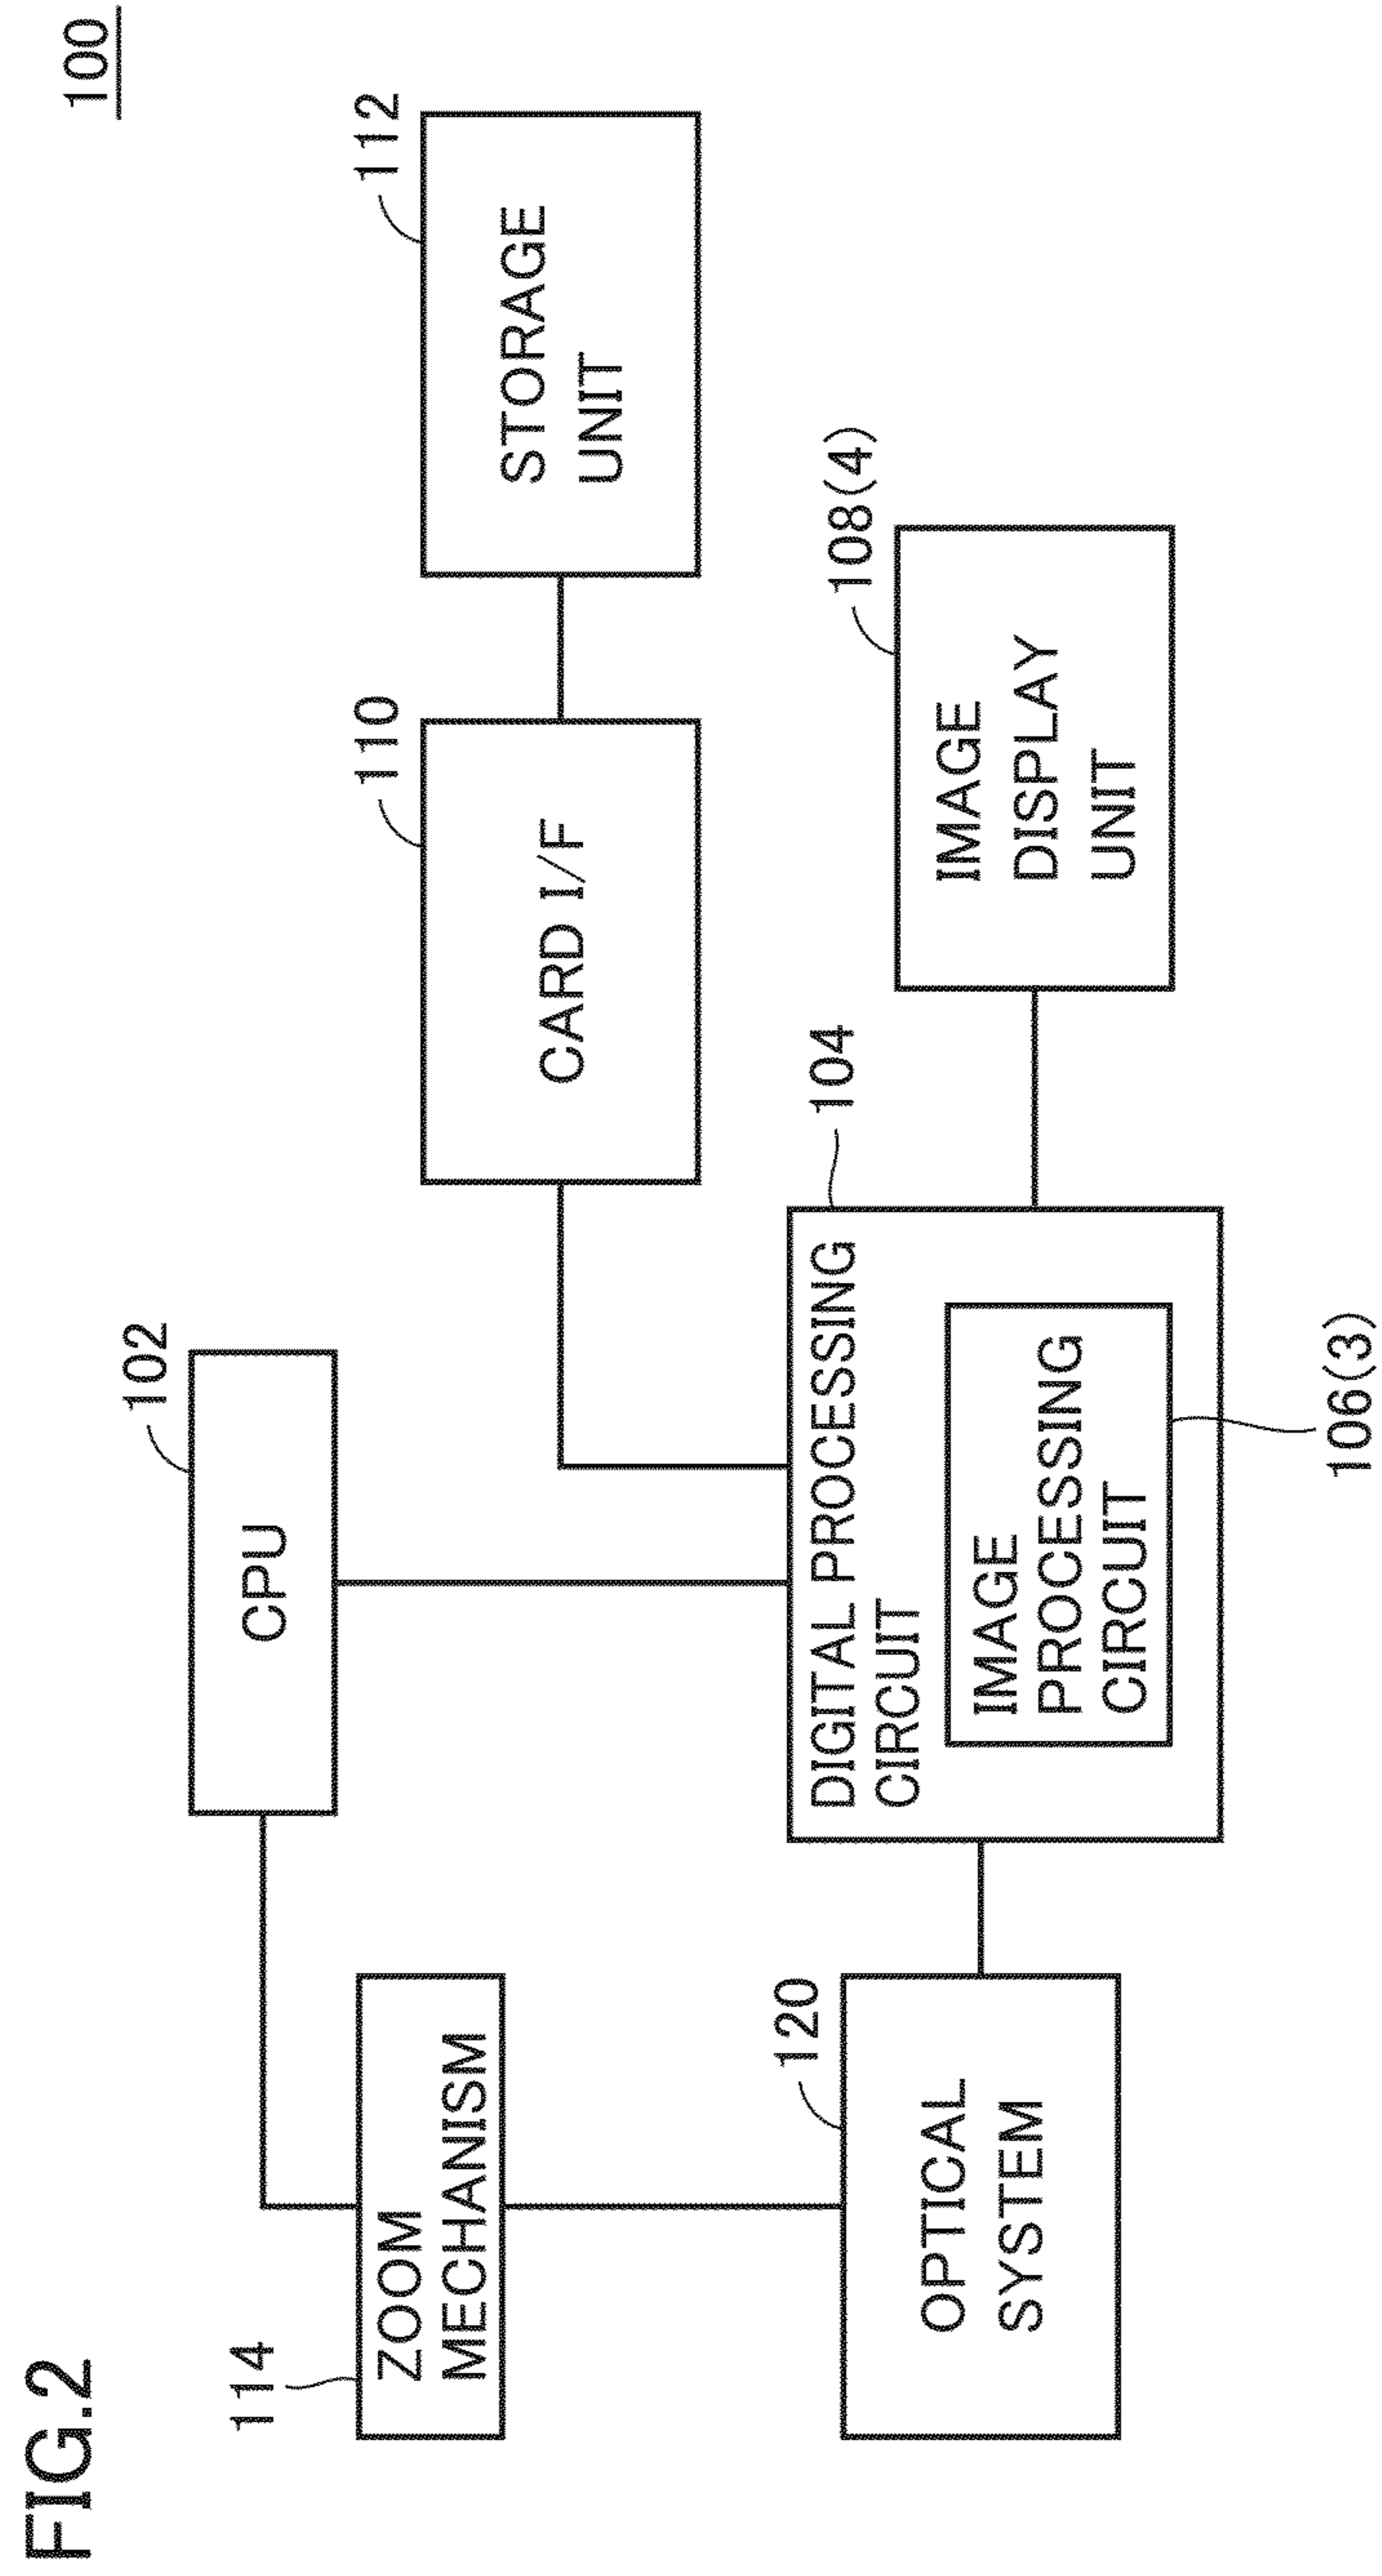 FIG.2
100
102
CPU
114
ZOOM
MECHANISM
110
CARD I/F
112
STORAGE
UNIT
120
OPTICAL
SYSTEM
104
DIGITAL PROCESSING
CIRCUIT
IMAGE
PROCESSING
CIRCUIT
106(3)
108(4)
IMAGE
DISPLAY
UNIT